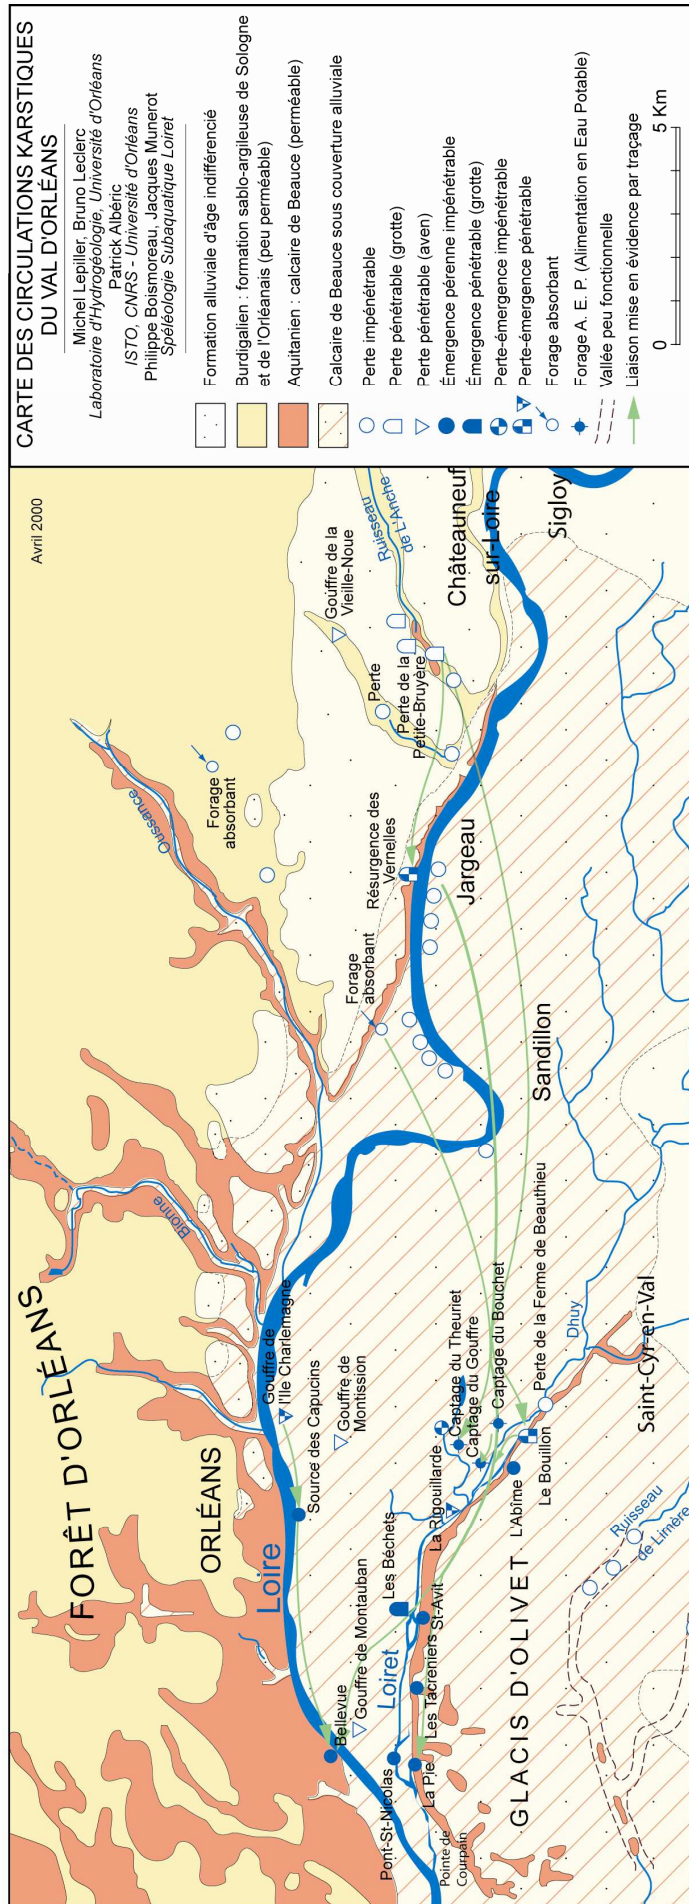 CARTE DES CIRCULATIONS KARSTIQUES
DU VAL D'ORLÉANS
Michel Lepiller, Bruno Leclerc
Laboratoire d'Hydrogéologie, Université d'Orléans
Patrick Albéric
ISTO, CNRS - Université d'Orléans
Philippe Boismoreau, Jacques Munerot
Spéléologie Subaquatique Loiret
Formation alluviale d'âge indifférencié
Burdigalien : formation sablo-argileuse de Sologne
et de l'Orléanais (peu perméable)
Aquitanien : calcaire de Beauce (perméable)
Calcaire de Beauce sous couverture alluviale
Perte impénétrable
Perte pénétrable (grotte)
Perte pénétrable (aven)
Émergence pérenne impénétrable
Émergence pénétrable (grotte)
Perte-émergence impénétrable
Perte-émergence pénétrable
Forage absorbant
Forage A. E. P. (Alimentation en Eau Potable)
Vallée peu fonctionnelle
Liaison mise en évidence par traçage
0
5 Km
Avril 2000
FORÊT D'ORLÉANS
ORLÉANS
Loire
Bionne
Oussance
Forage
absorbant
Gouffre de la
Vieille-Noue
Ruisseau
de L'Anche
Perte
Perte de la
Petite-Bruyère
Châteauneuf
sur-Loire
Sigloy
Résurgence des
Vernelles
Jargeau
Forage
absorbant
Sandillon
Gouffre de
l'Ile Charlemagne
Source des Capucins
Gouffre de
Montission
Bellevue
Gouffre de Montauban
Les Béchets
Loiret
Pont-St-Nicolas
La Pie
Les Tacreniers
St-Avit
Pointe de
Courpain
La Rigouillarde
Captage du Theuriet
Captage du Gouffre
Captage du Bouchet
L'Abîme
Le Bouillon
Perte de la Ferme de Beauthieu
Dhuy
Saint-Cyr-en-Val
GLACIS D'OLIVET
Ruisseau
de Limère